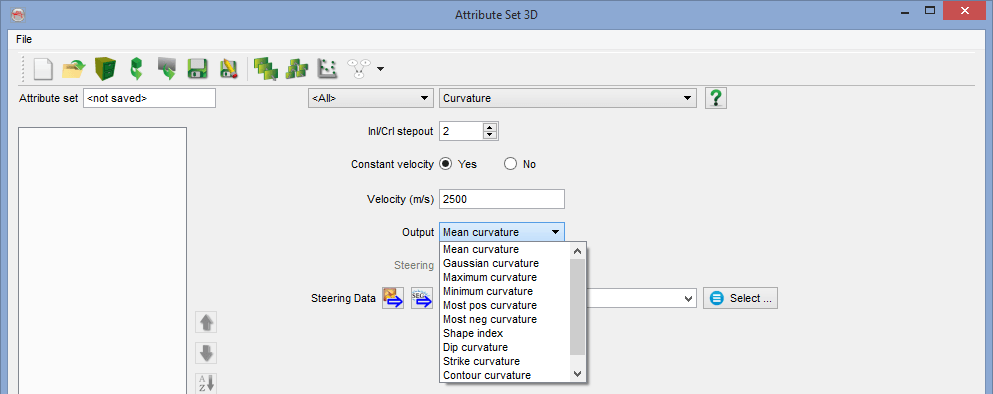 Attribute Set 3D
File
Attribute set <not saved> <All> Curvature ?
Inl/Crl stepout 2
Constant velocity Yes No
Velocity (m/s) 2500
Output Mean curvature
Mean curvature
Gaussian curvature
Steering
Maximum curvature
Minimum curvature
Steering Data SEG Select ...
Most pos curvature
Most neg curvature
Shape index
Dip curvature
Strike curvature
Contour curvature
A
Z